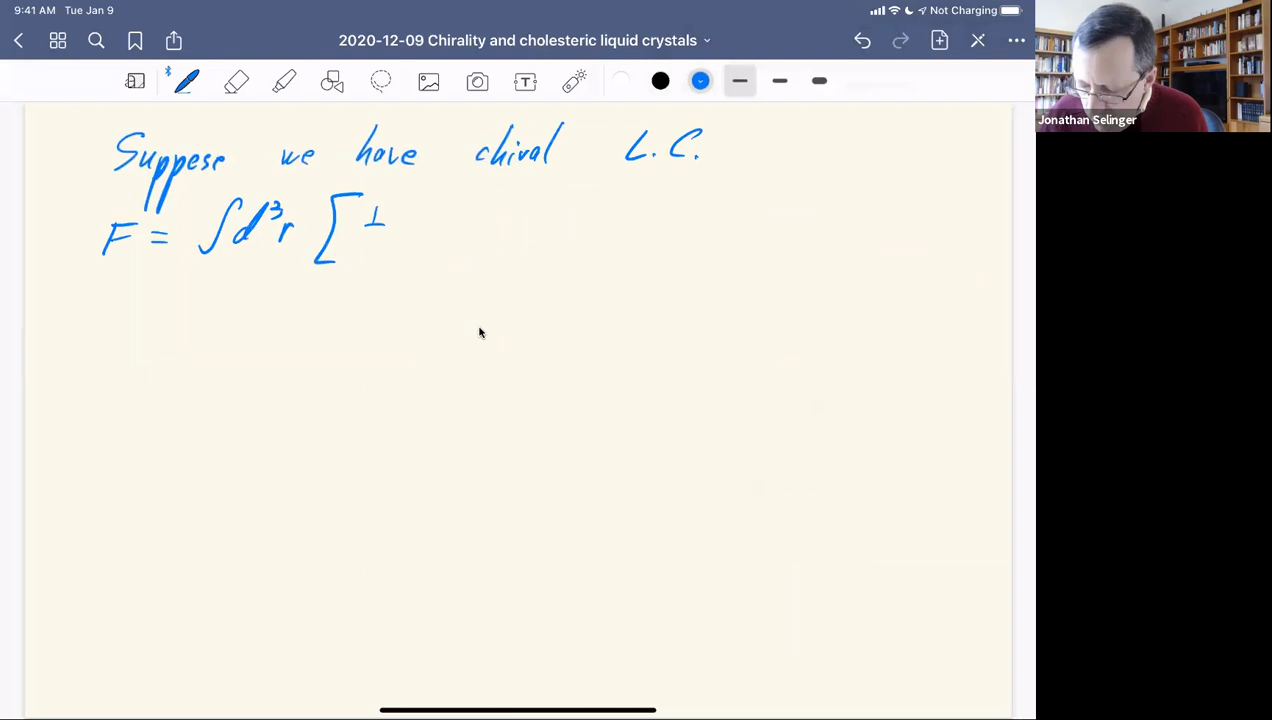 9:41 AM Tue Jan 9
Not Charging
2020-12-09 Chirality and cholesteric liquid crystals
T
Jonathan Selinger
Suppose we have chiral L.C.
F = ∫d³r [ 1